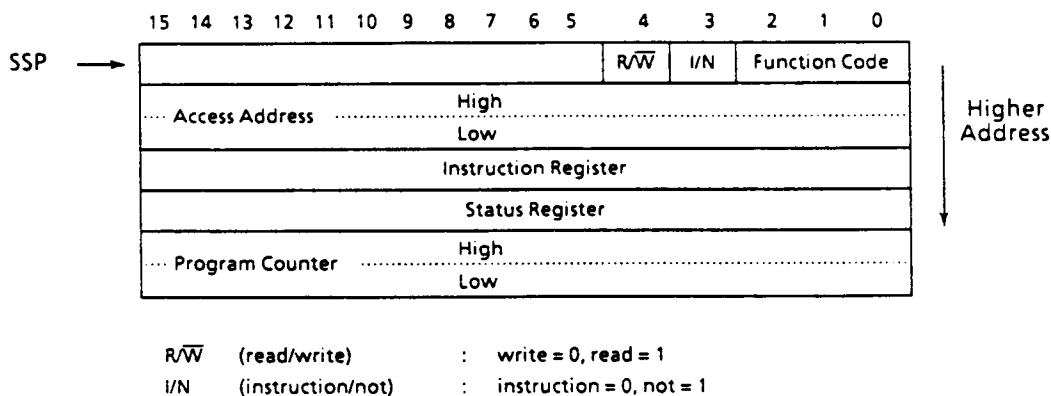 15 14 13 12 11 10 9 8 7 6 5 4 3 2 1 0
SSP R/W̅ I/N Function Code
Access Address High
Low
Higher
Address
Instruction Register
Status Register
Program Counter High
Low
R/W̅ (read/write) : write = 0, read = 1
I/N (instruction/not) : instruction = 0, not = 1